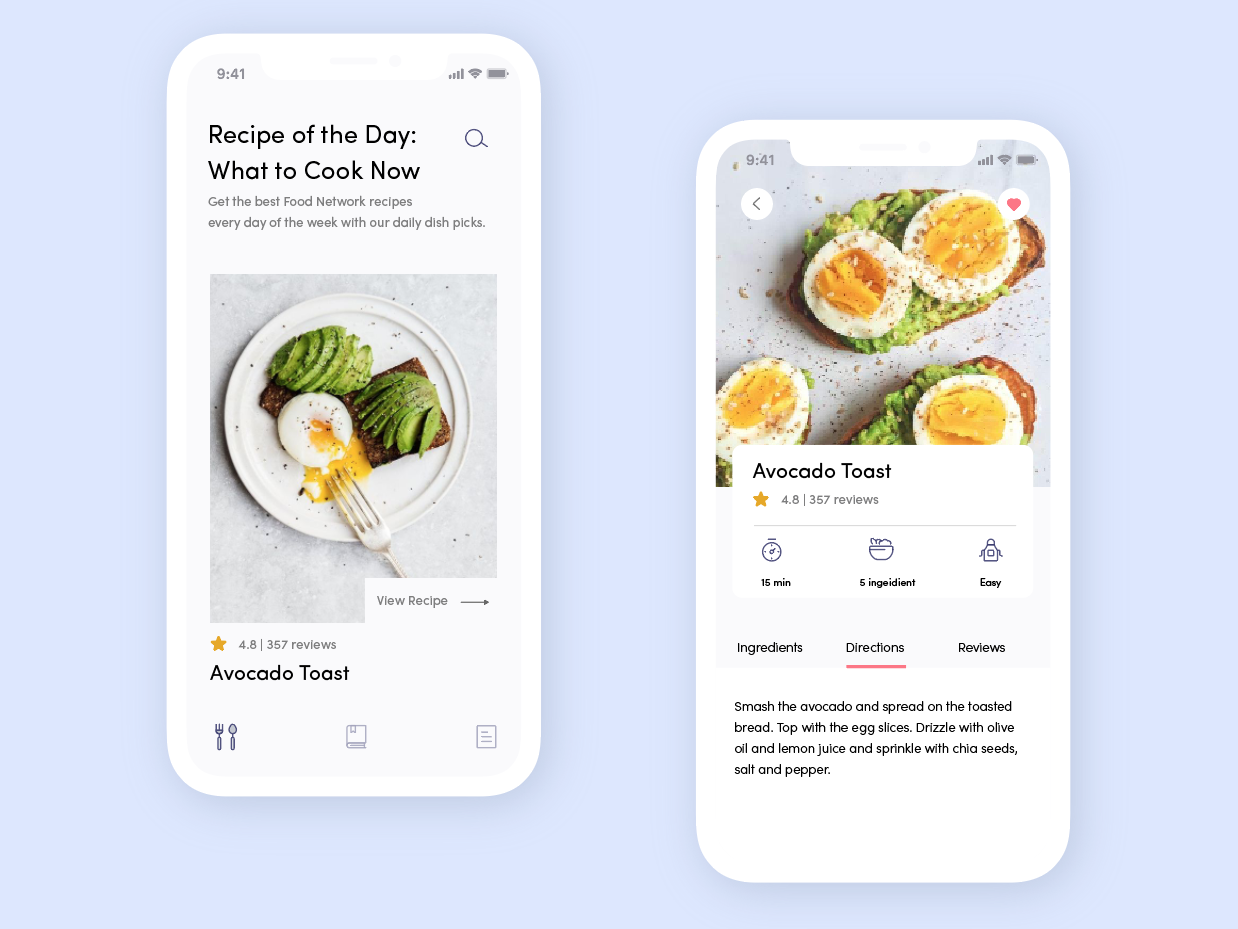 9:41
Recipe of the Day:
What to Cook Now
Get the best Food Network recipes
every day of the week with our daily dish picks.
View Recipe
4.8 | 357 reviews
Avocado Toast
9:41
Avocado Toast
4.8 | 357 reviews
15 min
5 ingeidient
Easy
Ingredients
Directions
Reviews
Smash the avocado and spread on the toasted
bread. Top with the egg slices. Drizzle with olive
oil and lemon juice and sprinkle with chia seeds,
salt and pepper.